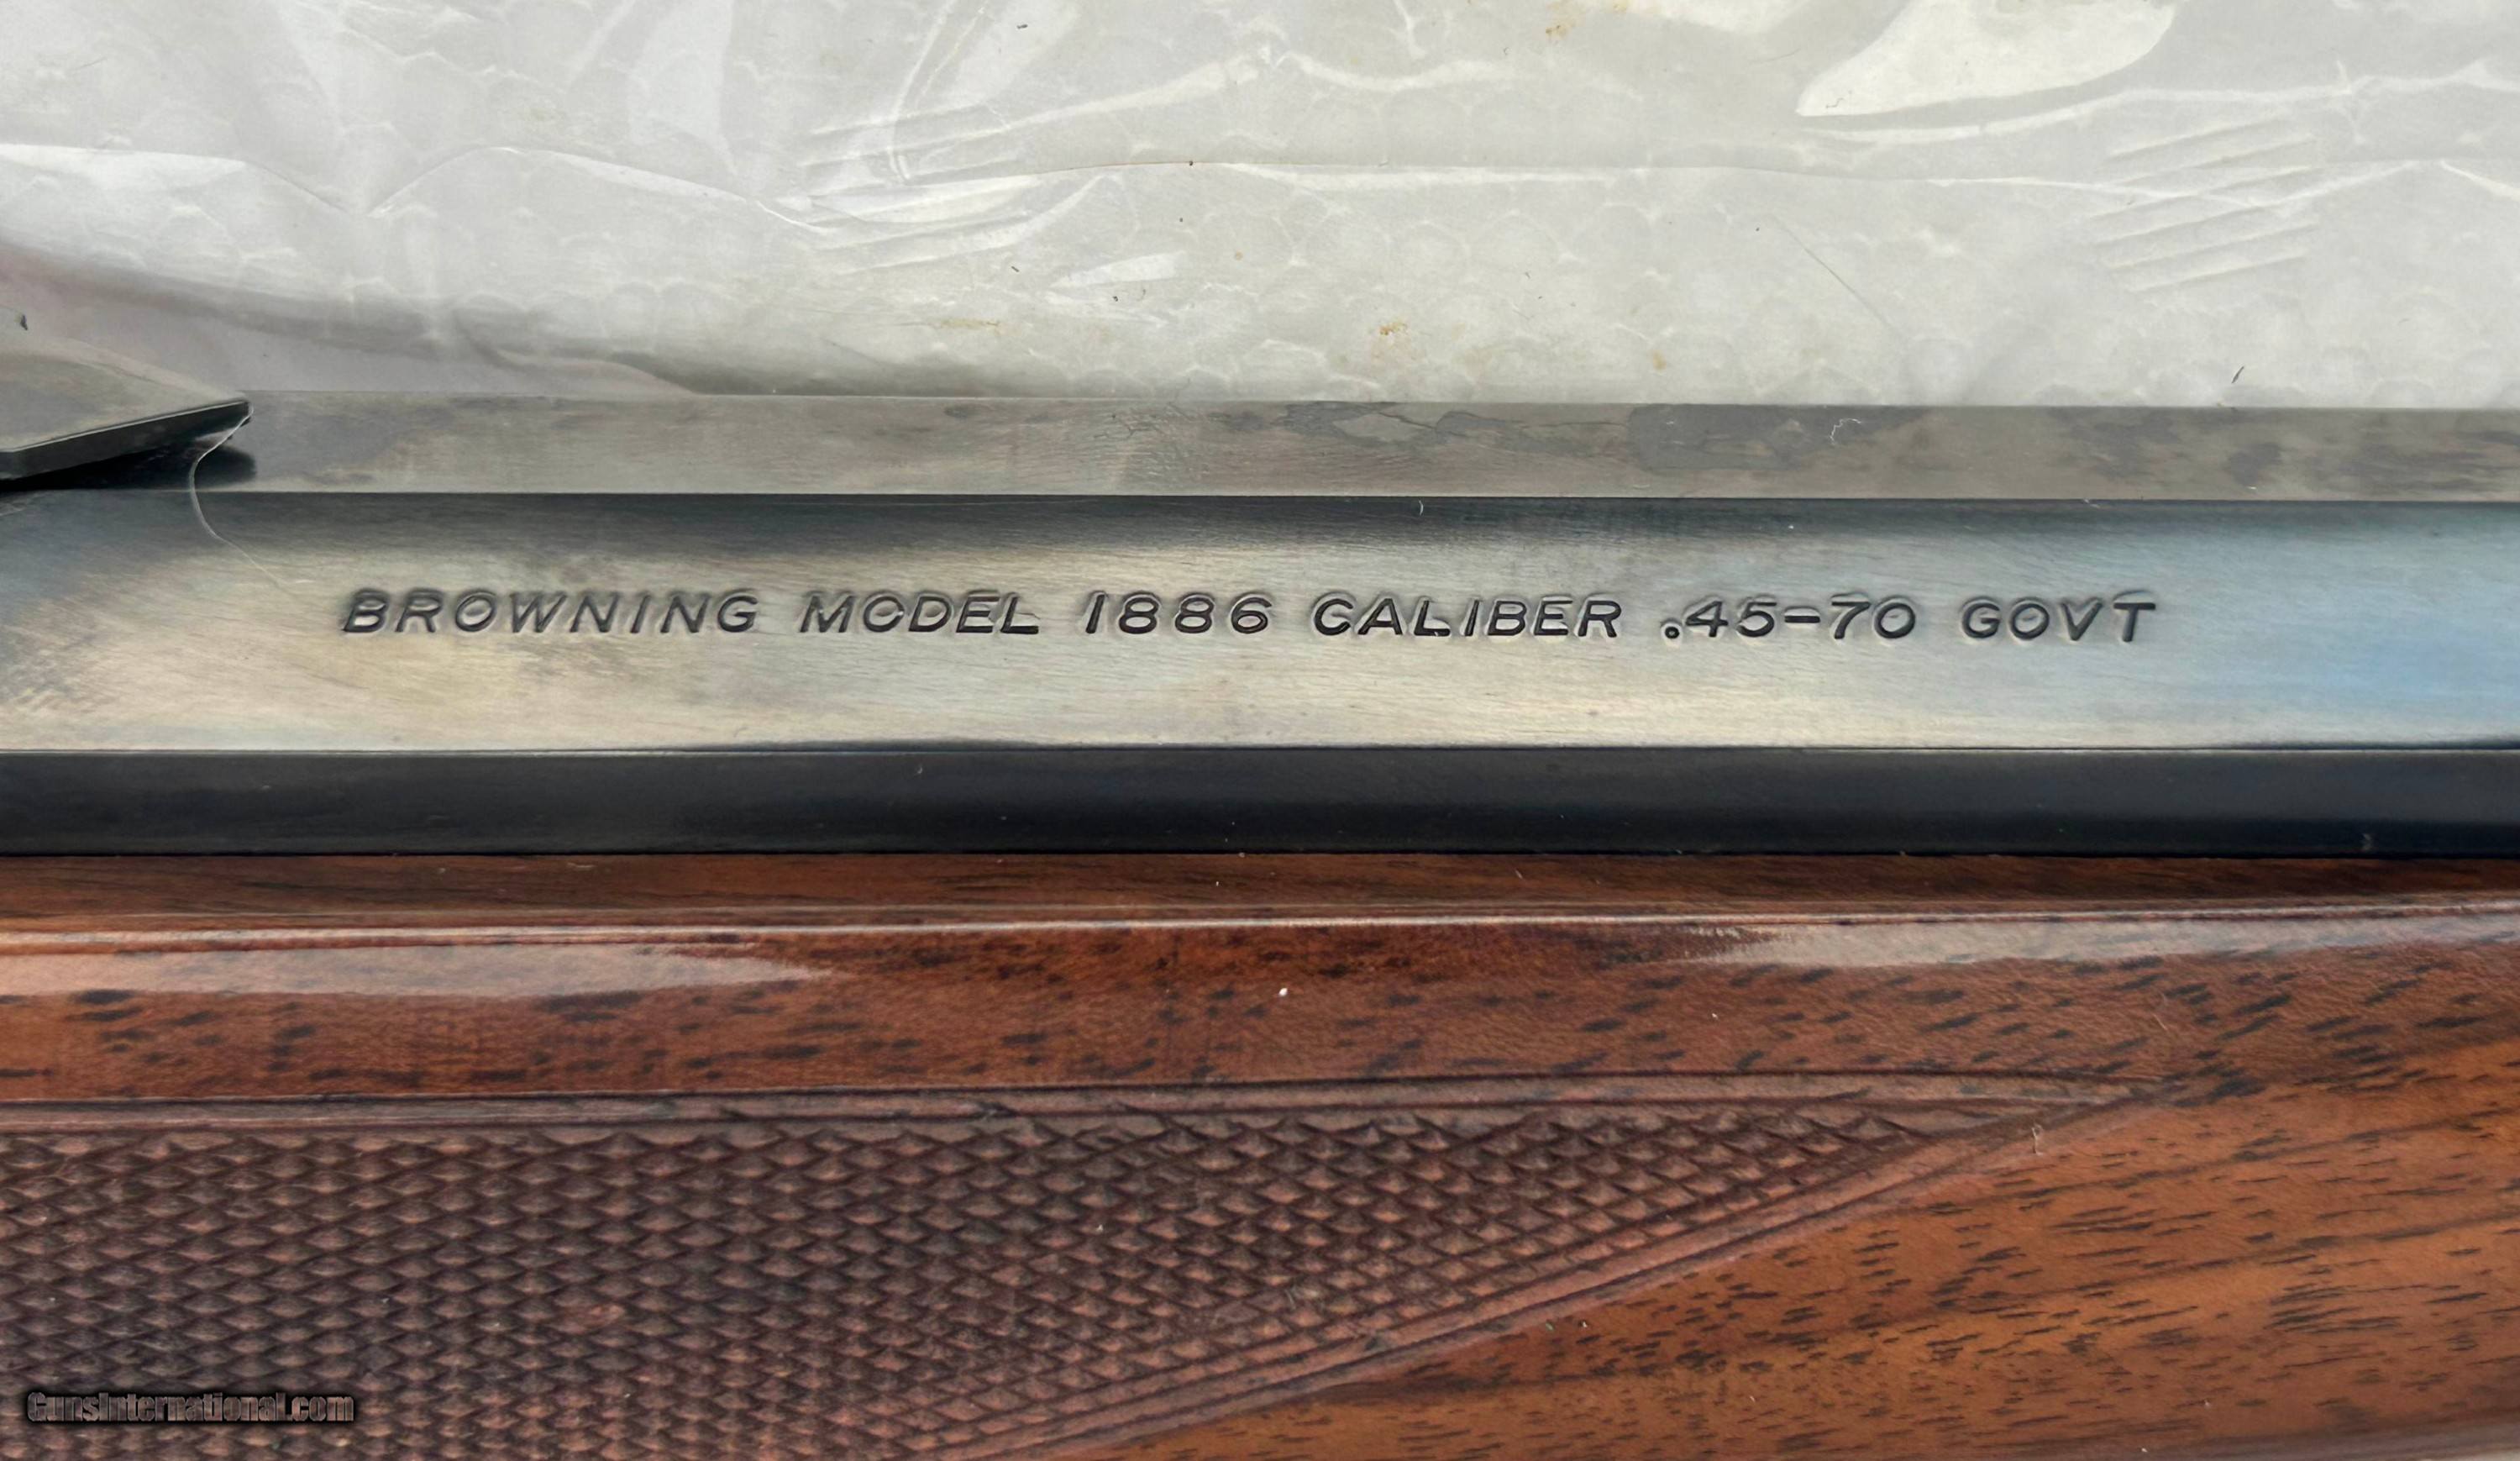 BROWNING MODEL 1886 CALIBER .45-70 GOVT
GunsInternational.com